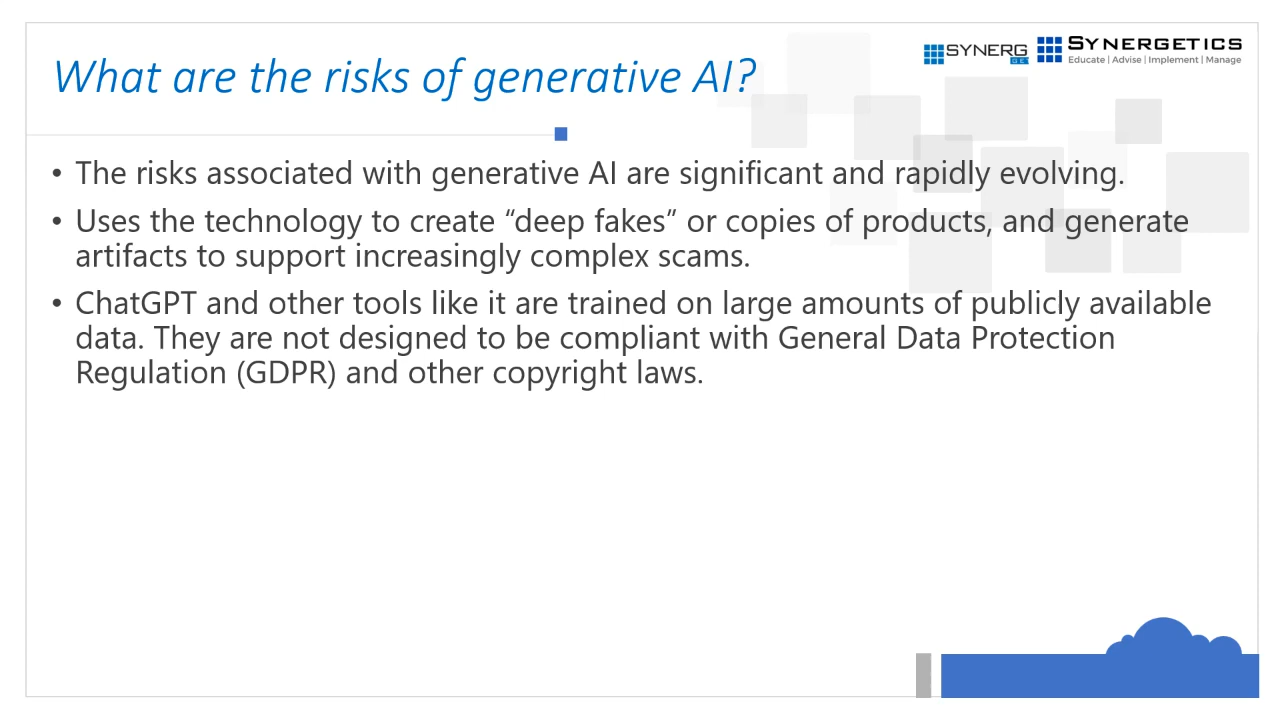 What are the risks of generative AI?
SYNERG
GET
SYNERGETICS
Educate | Advise | Implement | Manage
• The risks associated with generative AI are significant and rapidly evolving.
• Uses the technology to create “deep fakes” or copies of products, and generate
artifacts to support increasingly complex scams.
• ChatGPT and other tools like it are trained on large amounts of publicly available
data. They are not designed to be compliant with General Data Protection
Regulation (GDPR) and other copyright laws.